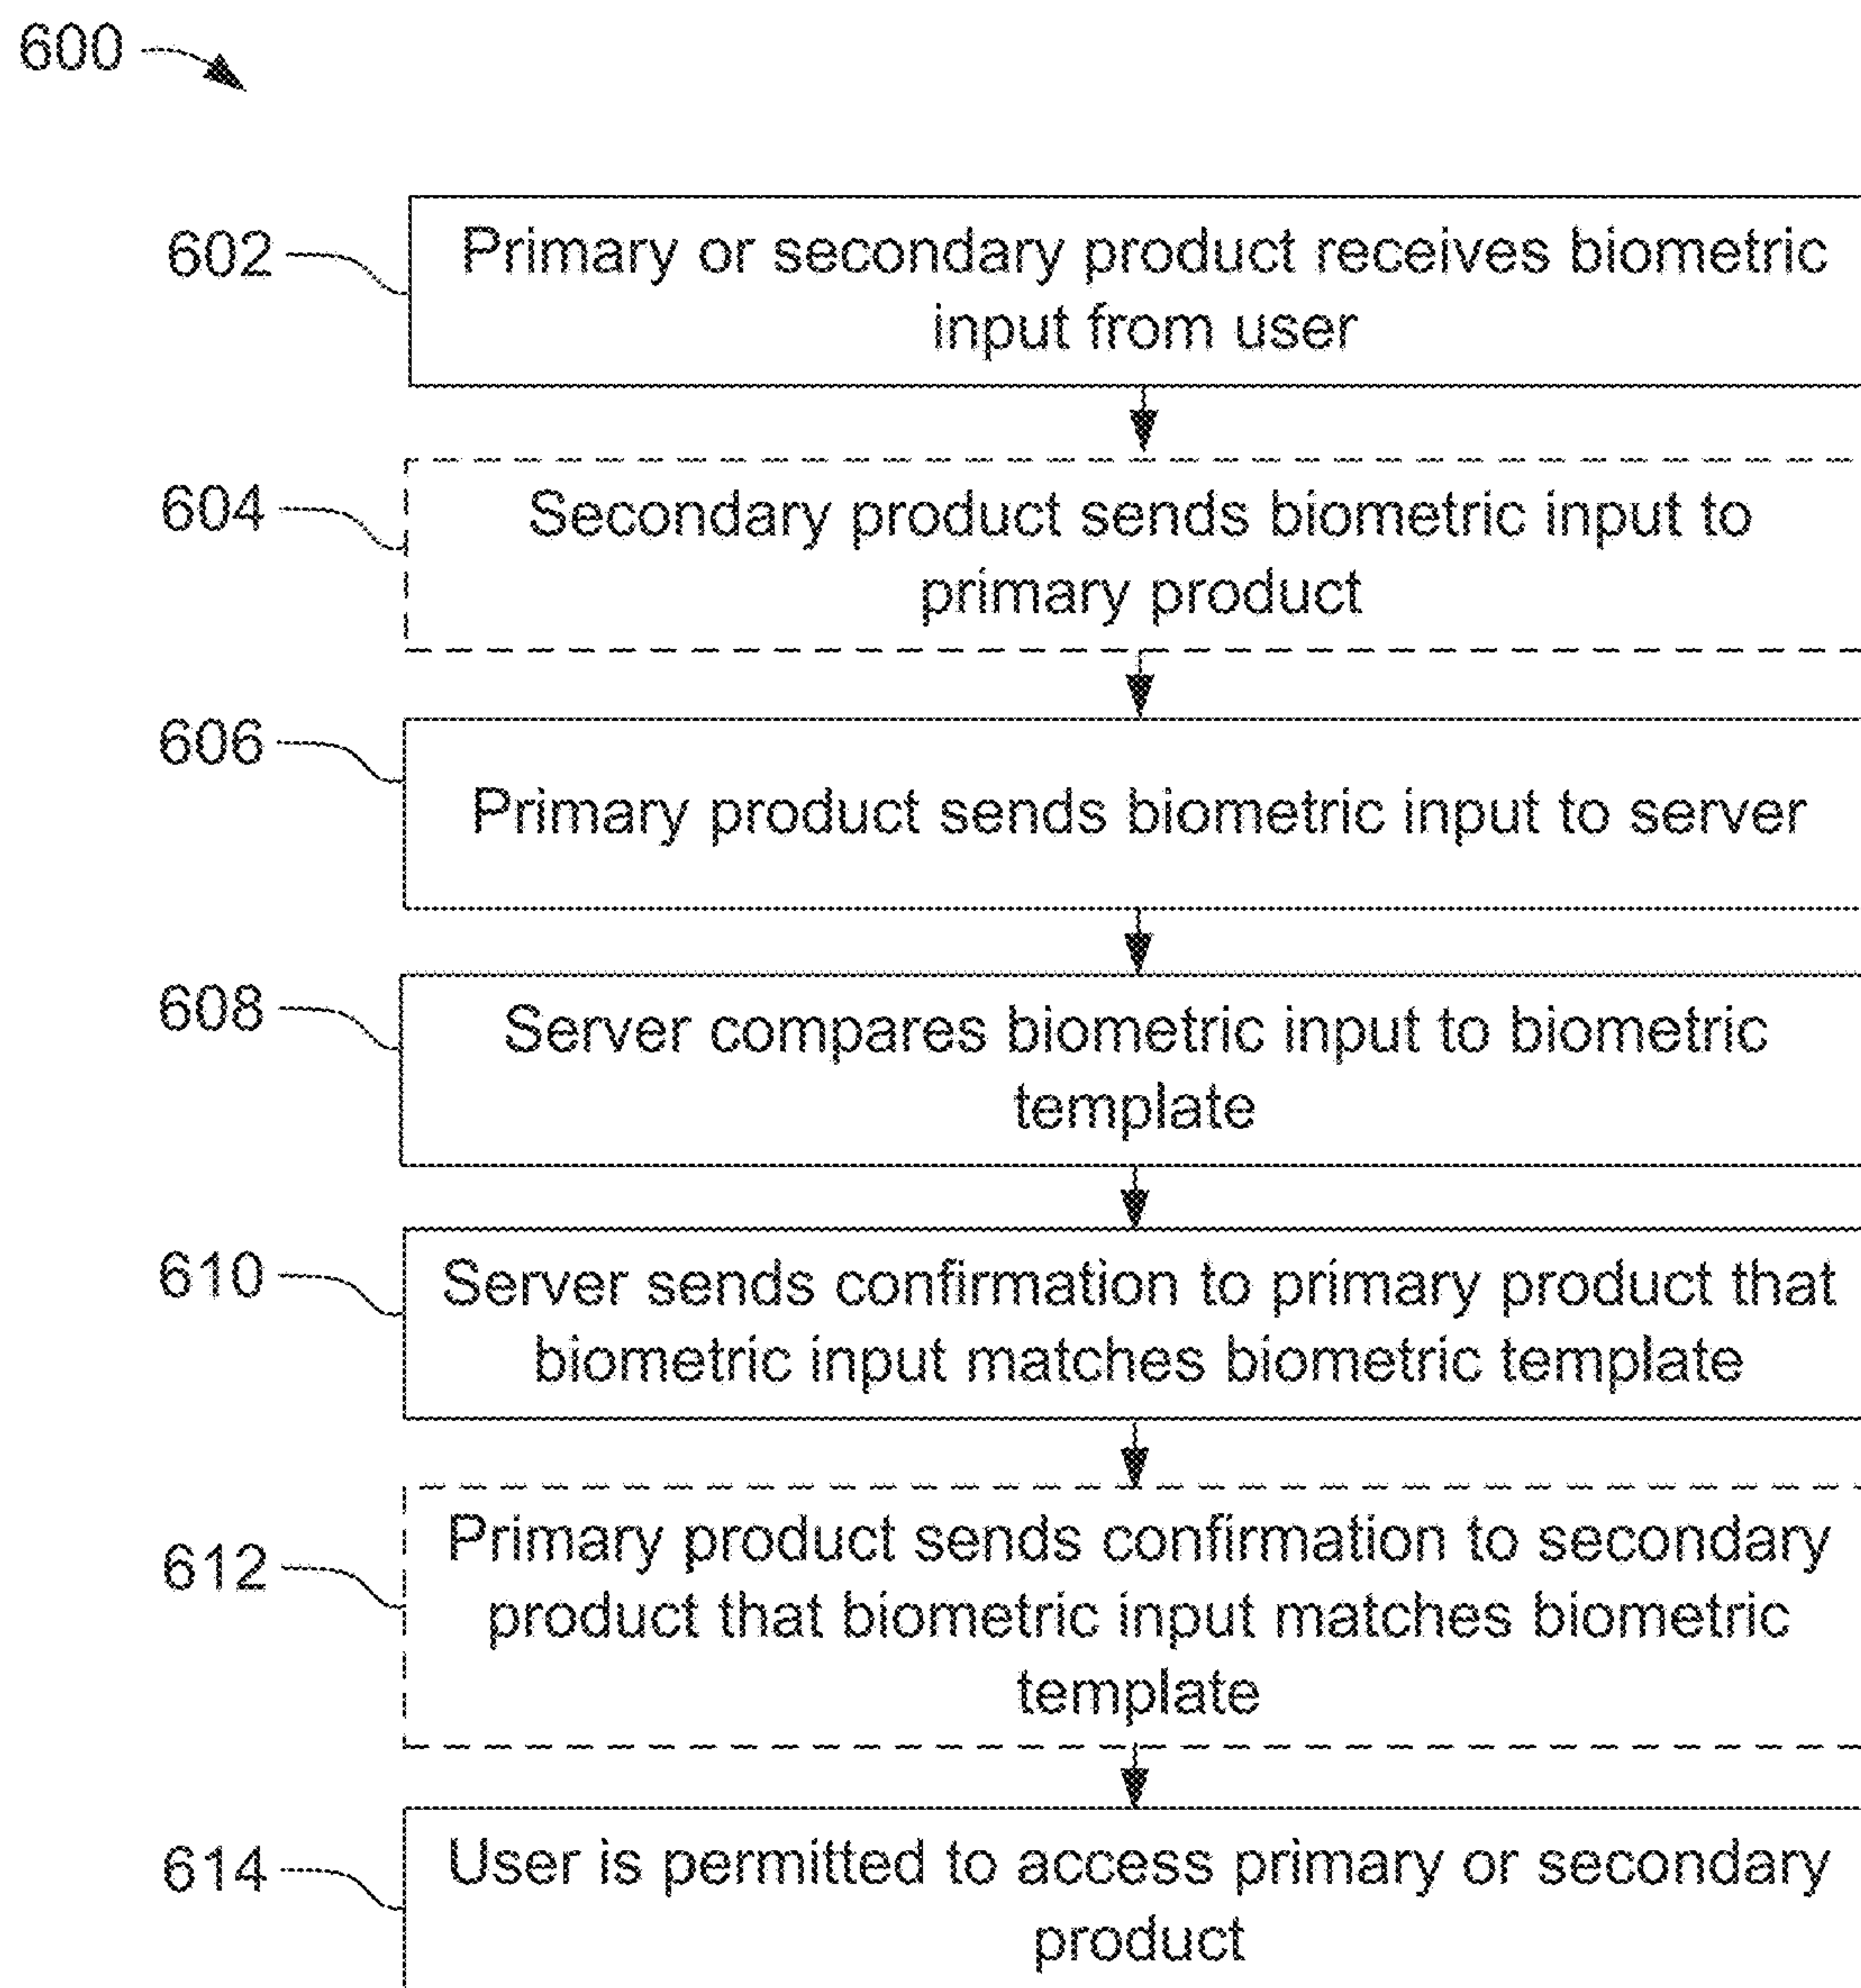 600
602
Primary or secondary product receives biometric
input from user
604
Secondary product sends biometric input to
primary product
606
Primary product sends biometric input to server
608
Server compares biometric input to biometric
template
610
Server sends confirmation to primary product that
biometric input matches biometric template
612
Primary product sends confirmation to secondary
product that biometric input matches biometric
template
614
User is permitted to access primary or secondary
product